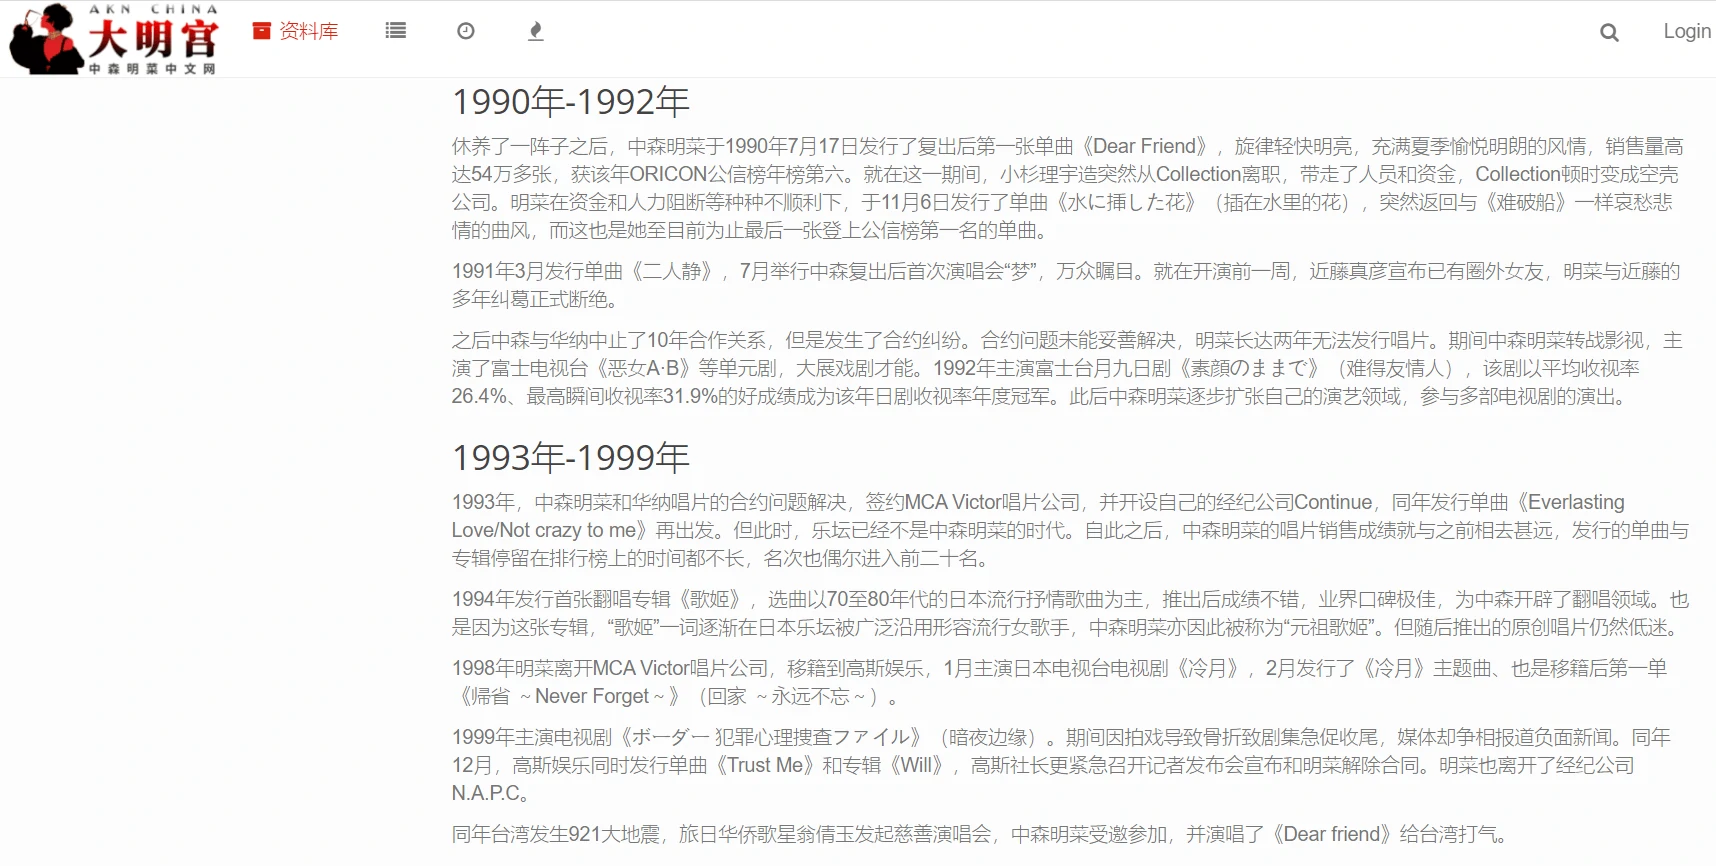 AKN CHINA
大明宫
中森明菜中文网
资料库
Login
1990年-1992年
休养了一阵子之后，中森明菜于1990年7月17日发行了复出后第一张单曲《Dear Friend》，旋律轻快明亮，充满夏季愉悦明朗的风情，销售量高
达54万多张，获该年ORICON公信榜年榜第六。就在这一期间，小杉理宇造突然从Collection离职，带走了人员和资金，Collection顿时变成空壳
公司。明菜在资金和人力阻断等种种不顺利下，于11月6日发行了单曲《水に挿した花》（插在水里的花），突然返回与《难破船》一样哀愁悲
情的曲风，而这也是她至目前为止最后一张登上公信榜第一名的单曲。
1991年3月发行单曲《二人静》，7月举行中森复出后首次演唱会“梦”，万众瞩目。就在开演前一周，近藤真彦宣布已有圈外女友，明菜与近藤的
多年纠葛正式断绝。
之后中森与华纳中止了10年合作关系，但是发生了合约纠纷。合约问题未能妥善解决，明菜长达两年无法发行唱片。期间中森明菜转战影视，主
演了富士电视台《恶女A·B》等单元剧，大展戏剧才能。1992年主演富士台月九日剧《素顔のままで》（难得友情人），该剧以平均收视率
26.4%、最高瞬间收视率31.9%的好成绩成为该年日剧收视率年度冠军。此后中森明菜逐步扩张自己的演艺领域，参与多部电视剧的演出。
1993年-1999年
1993年，中森明菜和华纳唱片的合约问题解决，签约MCA Victor唱片公司，并开设自己的经纪公司Continue，同年发行单曲《Everlasting
Love/Not crazy to me》再出发。但此时，乐坛已经不是中森明菜的时代。自此之后，中森明菜的唱片销售成绩就与之前相去甚远，发行的单曲与
专辑停留在排行榜上的时间都不长，名次也偶尔进入前二十名。
1994年发行首张翻唱专辑《歌姬》，选曲以70至80年代的日本流行抒情歌曲为主，推出后成绩不错，业界口碑极佳，为中森开辟了翻唱领域。也
是因为这张专辑，“歌姬”一词逐渐在日本乐坛被广泛沿用形容流行女歌手，中森明菜亦因此被称为“元祖歌姬”。但随后推出的原创唱片仍然低迷。
1998年明菜离开MCA Victor唱片公司，移籍到高斯娱乐，1月主演日本电视台电视剧《冷月》，2月发行了《冷月》主题曲、也是移籍后第一单
《帰省 ～Never Forget～》（回家 ～永远不忘～）。
1999年主演电视剧《ボーダー 犯罪心理捜査ファイル》（暗夜边缘）。期间因拍戏导致骨折致剧集急促收尾，媒体却争相报道负面新闻。同年
12月，高斯娱乐同时发行单曲《Trust Me》和专辑《Will》，高斯社长更紧急召开记者发布会宣布和明菜解除合同。明菜也离开了经纪公司
N.A.P.C。
同年台湾发生921大地震，旅日华侨歌星翁倩玉发起慈善演唱会，中森明菜受邀参加，并演唱了《Dear friend》给台湾打气。